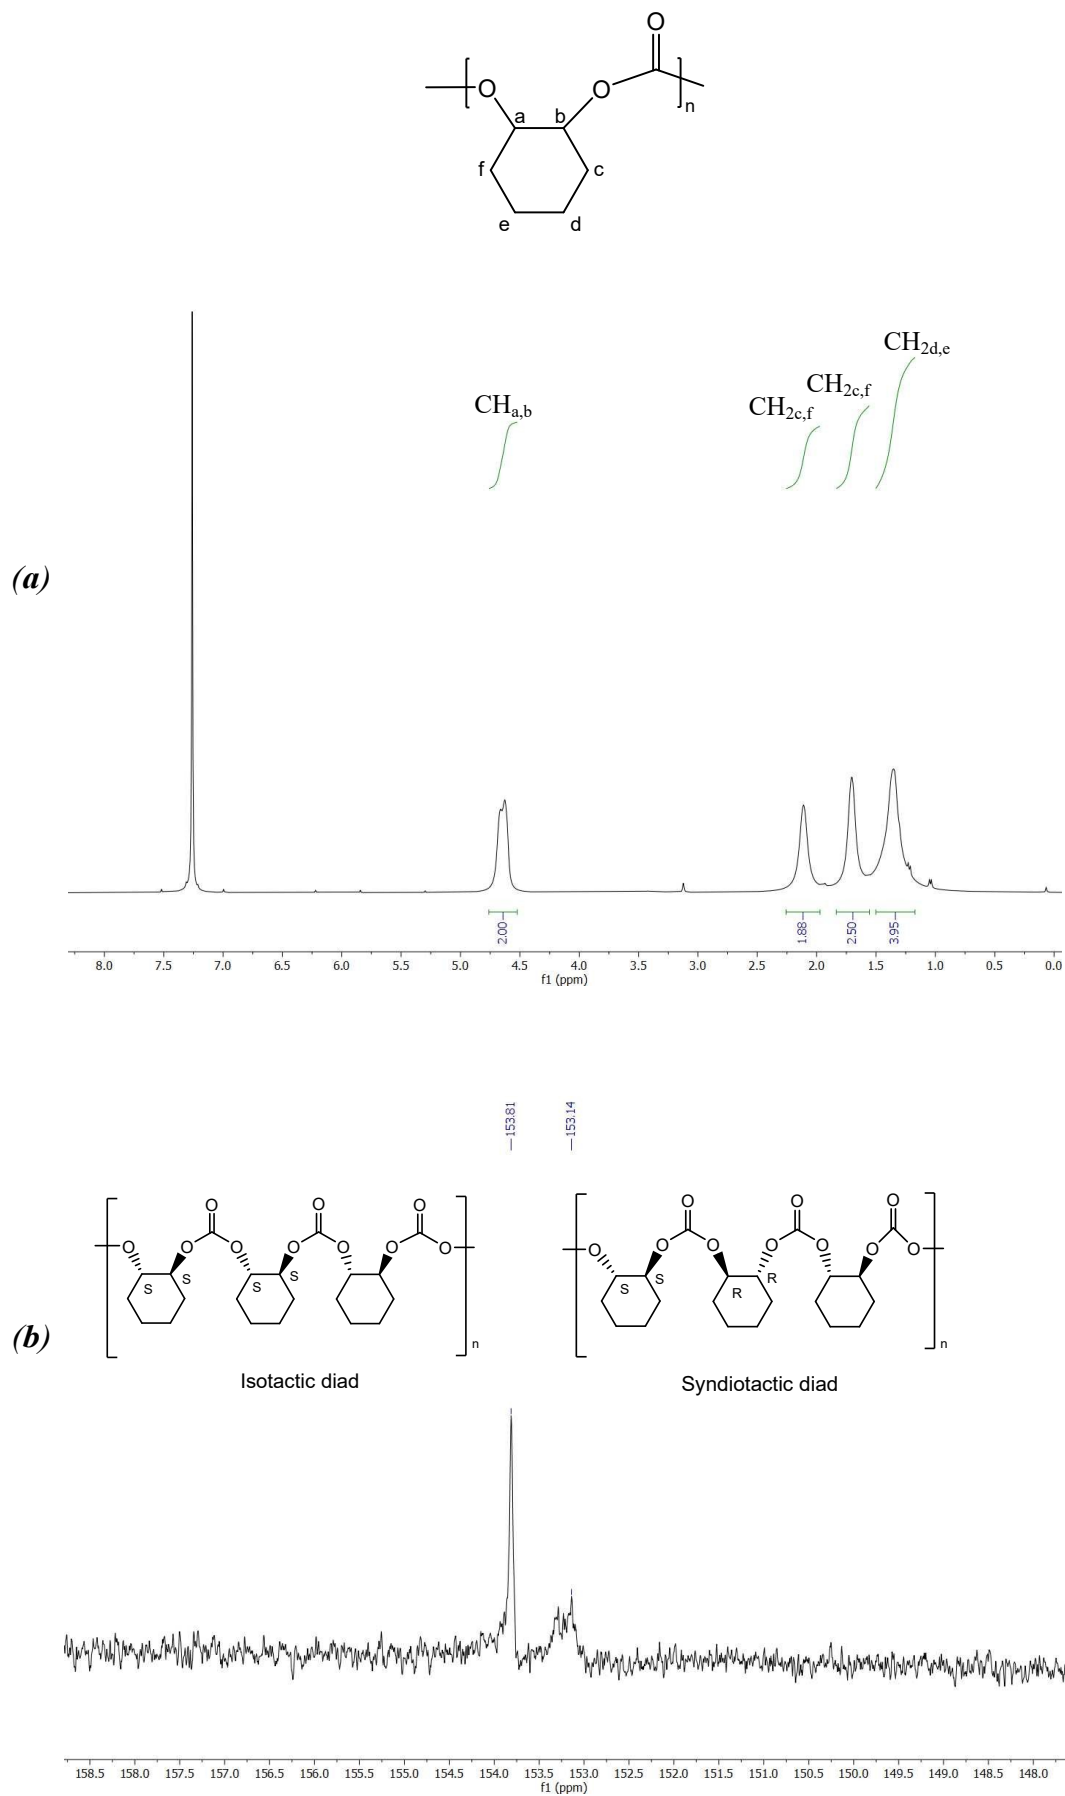 O
O
O
n
a
b
f
c
e
d
CH2d,e
CH2c,f
CH2c,f
CHa,b
(a)
2.00
1.88
2.50
3.95
8.0 7.5 7.0 6.5 6.0 5.5 5.0 4.5 4.0 3.5 3.0 2.5 2.0 1.5 1.0 0.5 0.0
f1 (ppm)
—153.81
—153.14
O O O
O O O O O O O
S S S S
n
O O O
O O O O O O O
S S R R
n
(b)
Isotactic diad
Syndiotactic diad
158.5 158.0 157.5 157.0 156.5 156.0 155.5 155.0 154.5 154.0 153.5 153.0 152.5 152.0 151.5 151.0 150.5 150.0 149.5 149.0 148.5 148.0
f1 (ppm)